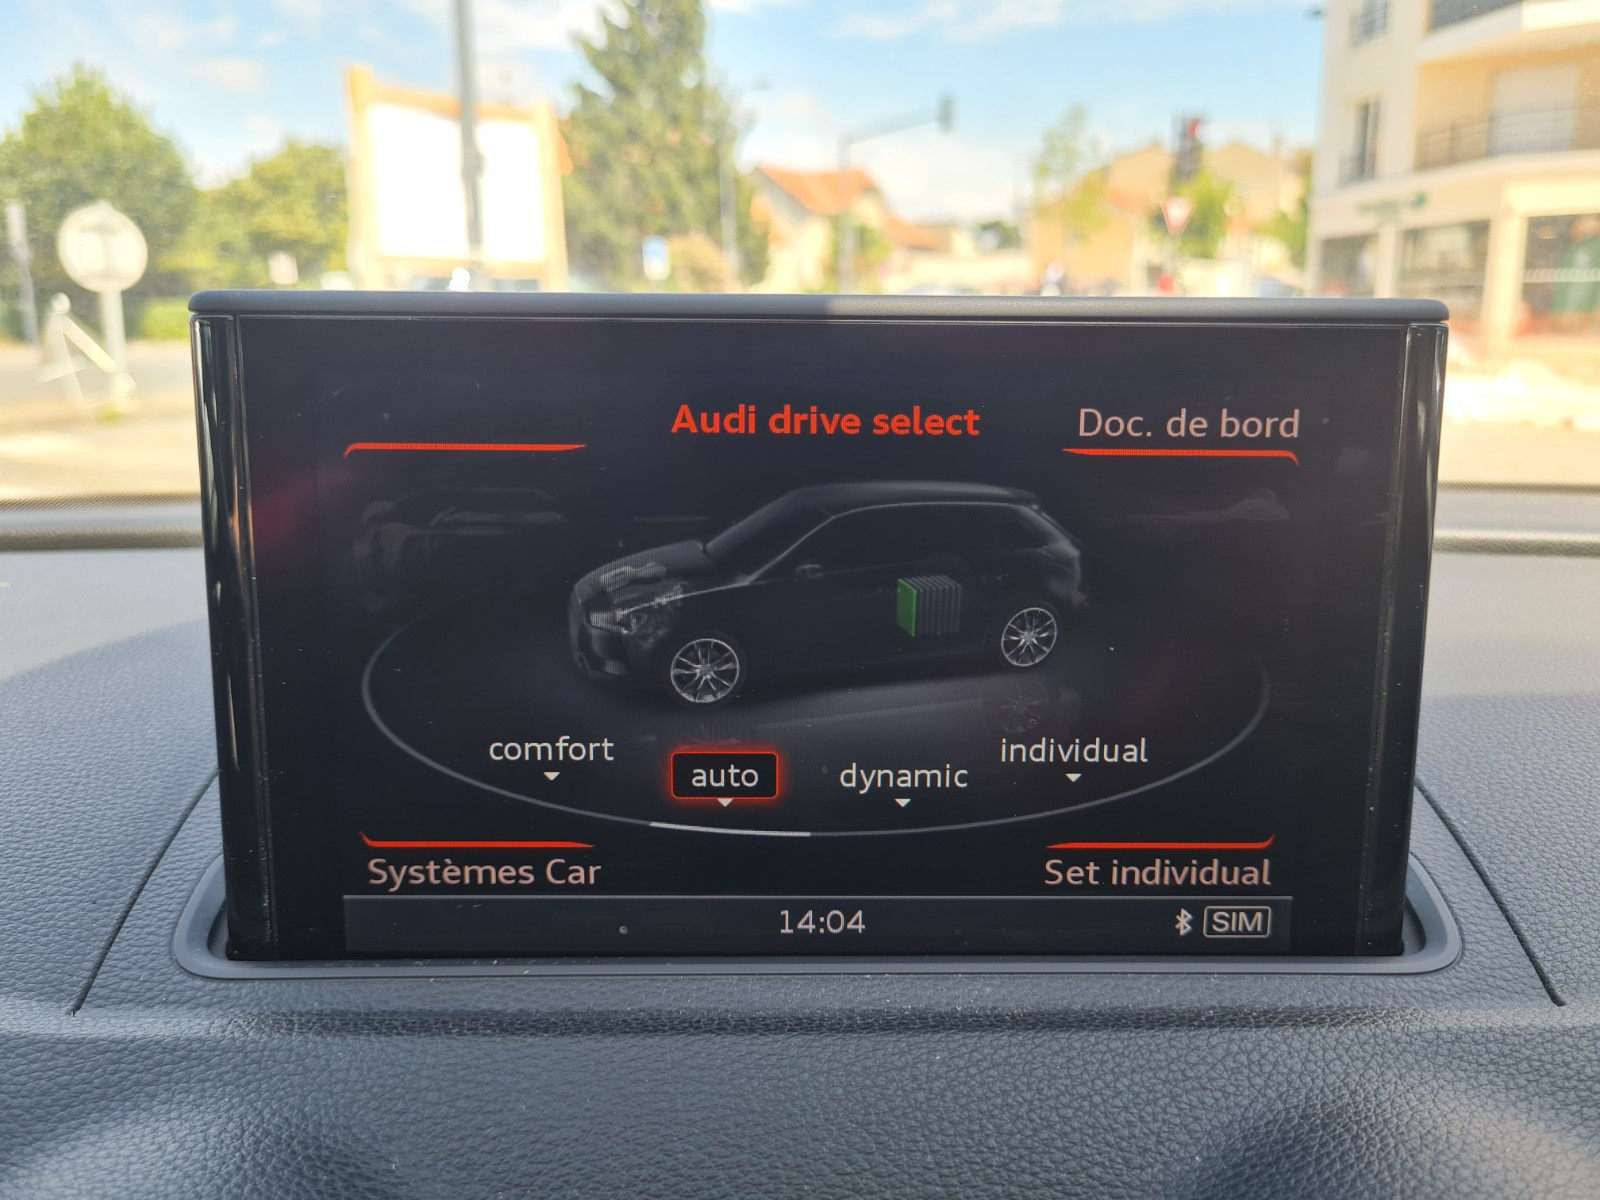 Audi drive select
Doc. de bord
comfort
auto
dynamic
individual
Systèmes Car
Set individual
14:04
SIM